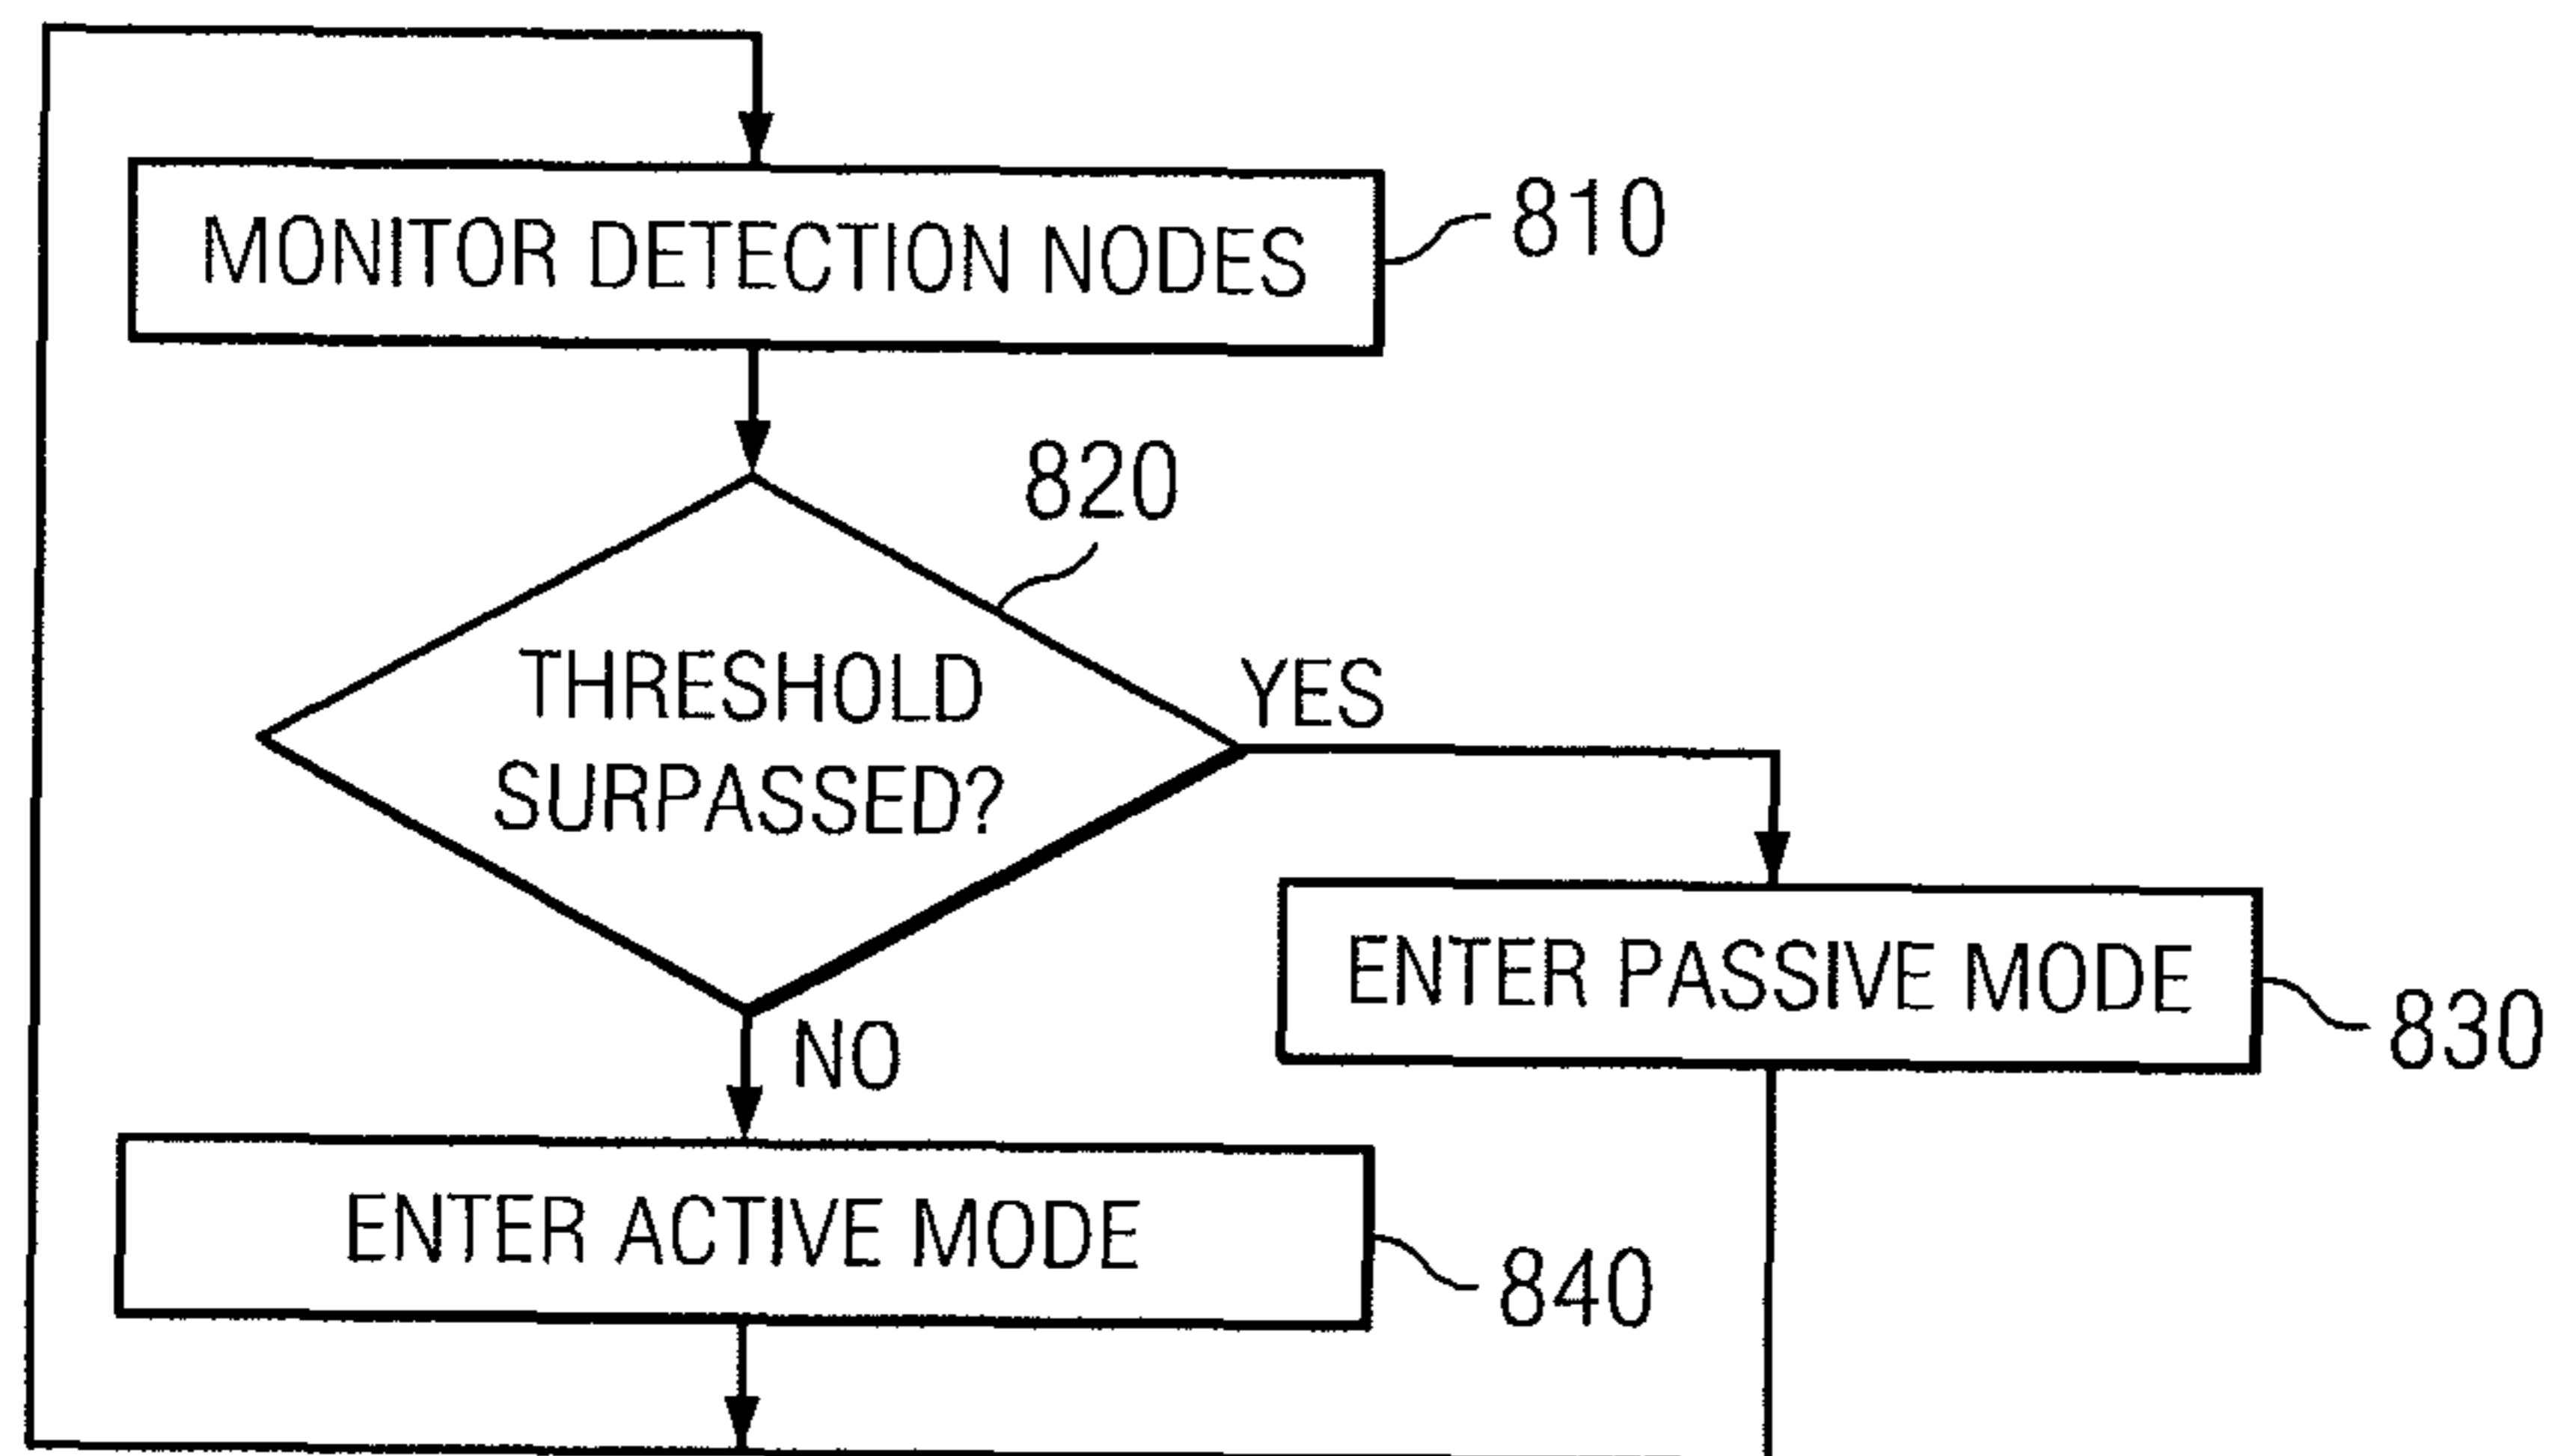 MONITOR DETECTION NODES
810
820
THRESHOLD
SURPASSED?
YES
ENTER PASSIVE MODE
830
NO
ENTER ACTIVE MODE
840